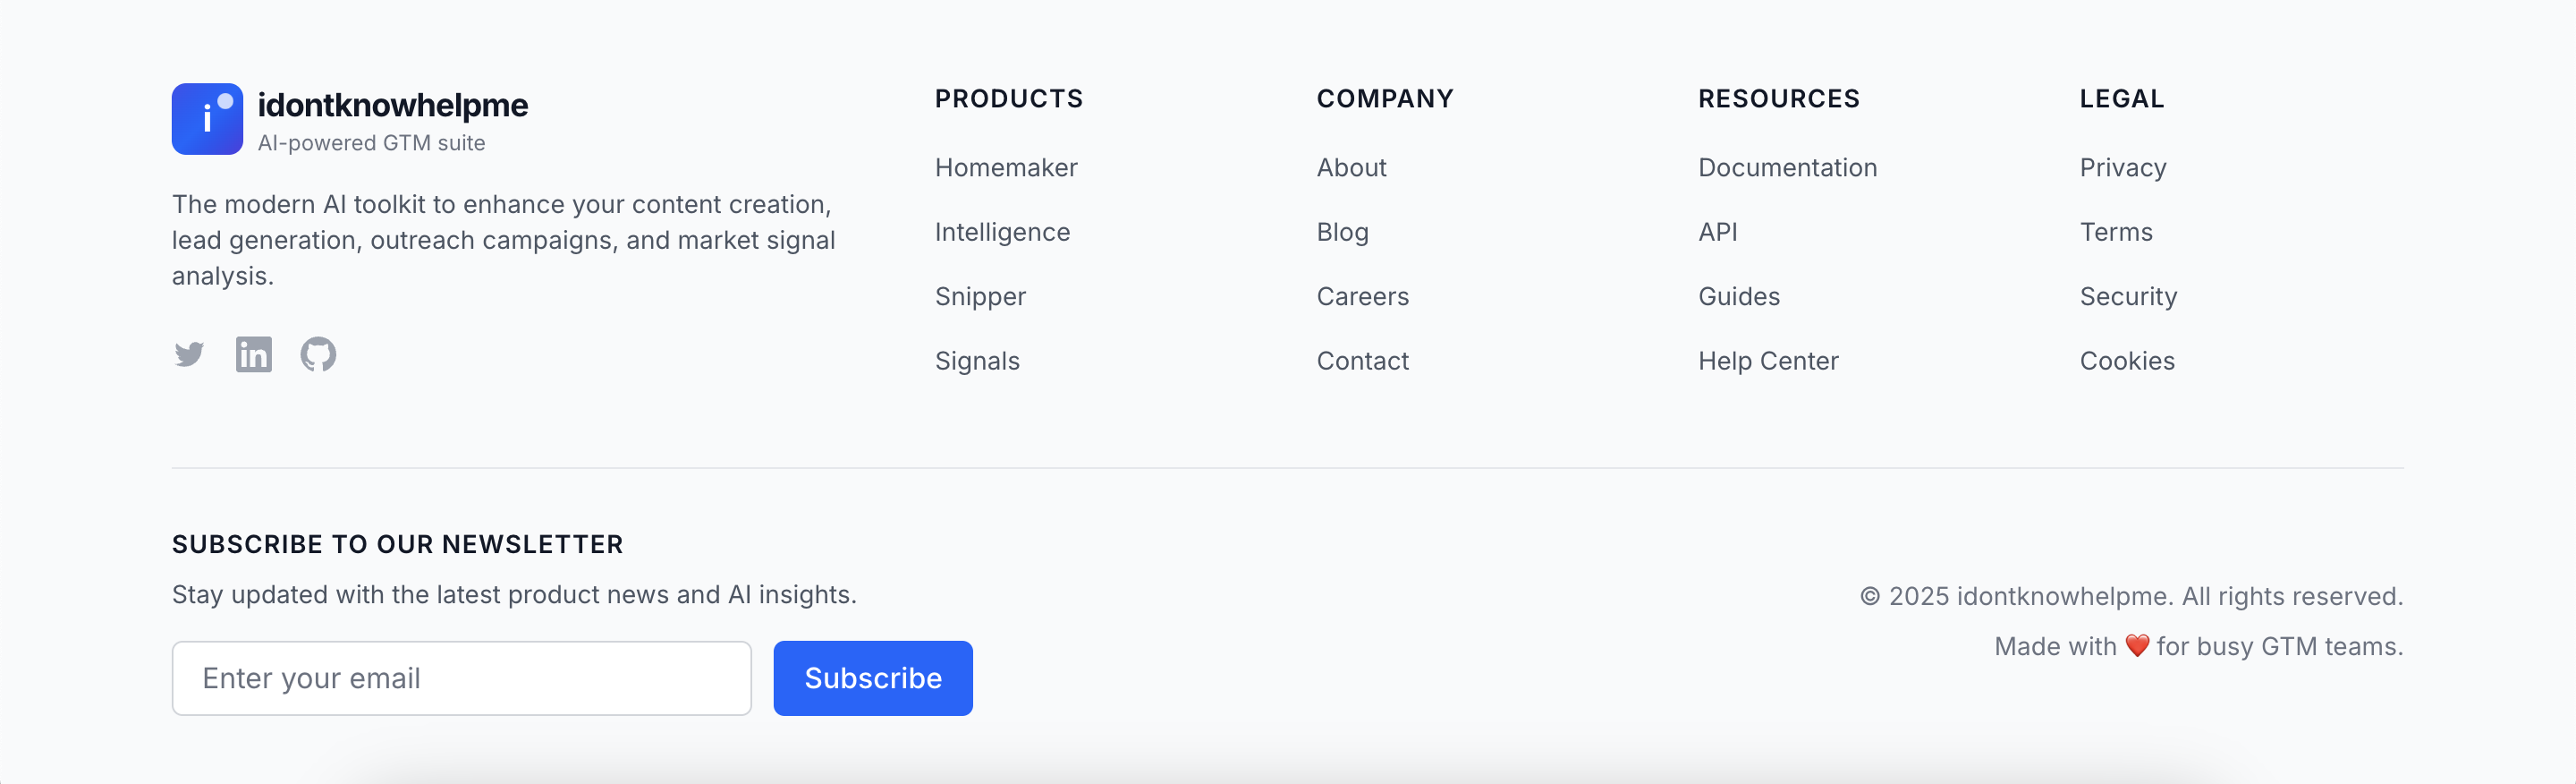 i
idontknowhelpme
AI-powered GTM suite
The modern AI toolkit to enhance your content creation,
lead generation, outreach campaigns, and market signal
analysis.
in
PRODUCTS
Homemaker
Intelligence
Snipper
Signals
COMPANY
About
Blog
Careers
Contact
RESOURCES
Documentation
API
Guides
Help Center
LEGAL
Privacy
Terms
Security
Cookies
SUBSCRIBE TO OUR NEWSLETTER
Stay updated with the latest product news and AI insights.
Enter your email
Subscribe
© 2025 idontknowhelpme. All rights reserved.
Made with ❤️ for busy GTM teams.